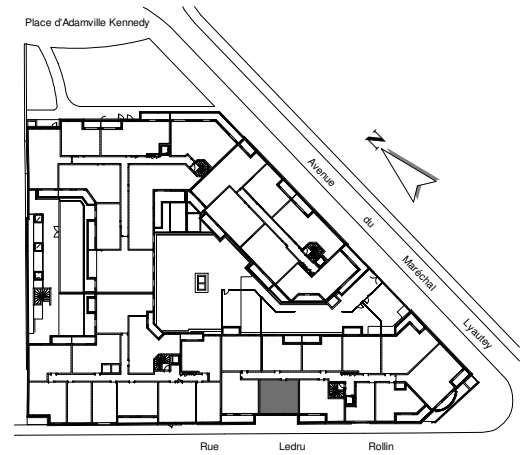 Place d'Adamville Kennedy
N
Avenue du Maréchal Lyautey
Rue Ledru Rollin